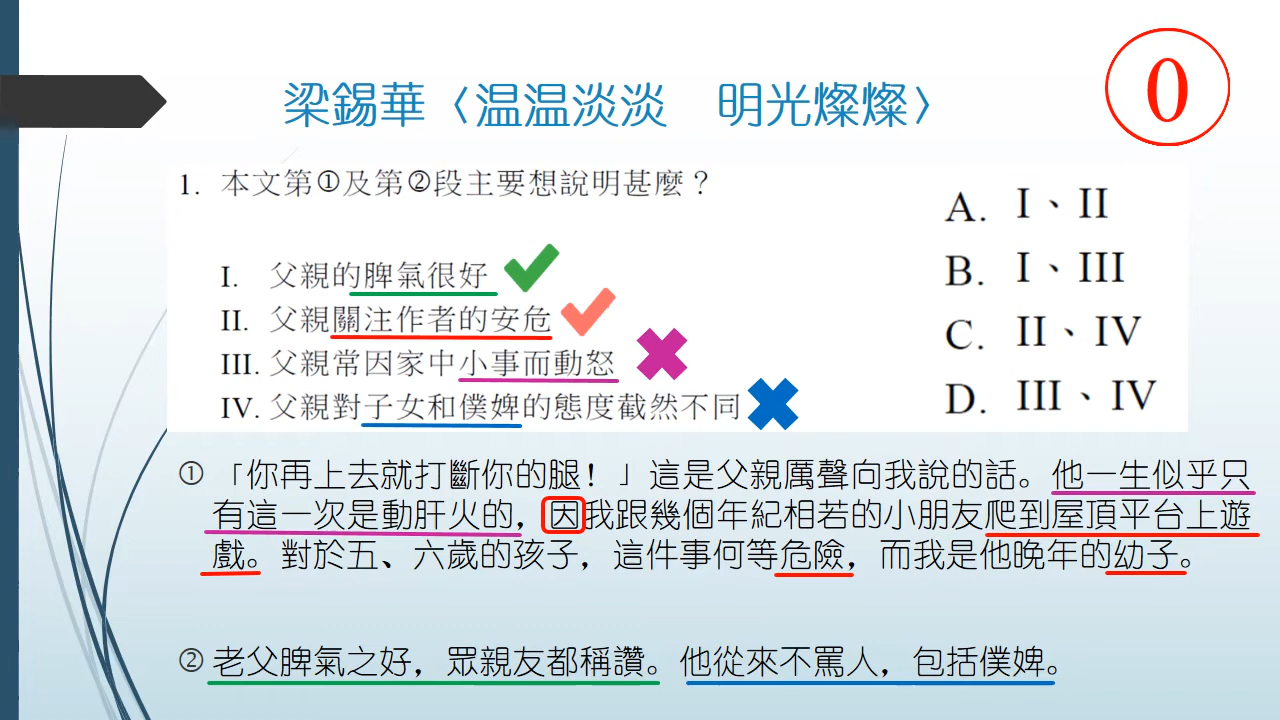 梁錫華〈温温淡淡　明光燦燦〉
0
1. 本文第①及第②段主要想說明甚麼？
I. 父親的脾氣很好
II. 父親關注作者的安危
III. 父親常因家中小事而動怒
IV. 父親對子女和僕婢的態度截然不同
A. I、II
B. I、III
C. II、IV
D. III、IV
① 「你再上去就打斷你的腿！」這是父親厲聲向我說的話。他一生似乎只
有這一次是動肝火的，因我跟幾個年紀相若的小朋友爬到屋頂平台上遊
戲。對於五、六歲的孩子，這件事何等危險，而我是他晚年的幼子。
② 老父脾氣之好，眾親友都稱讚。他從來不罵人，包括僕婢。